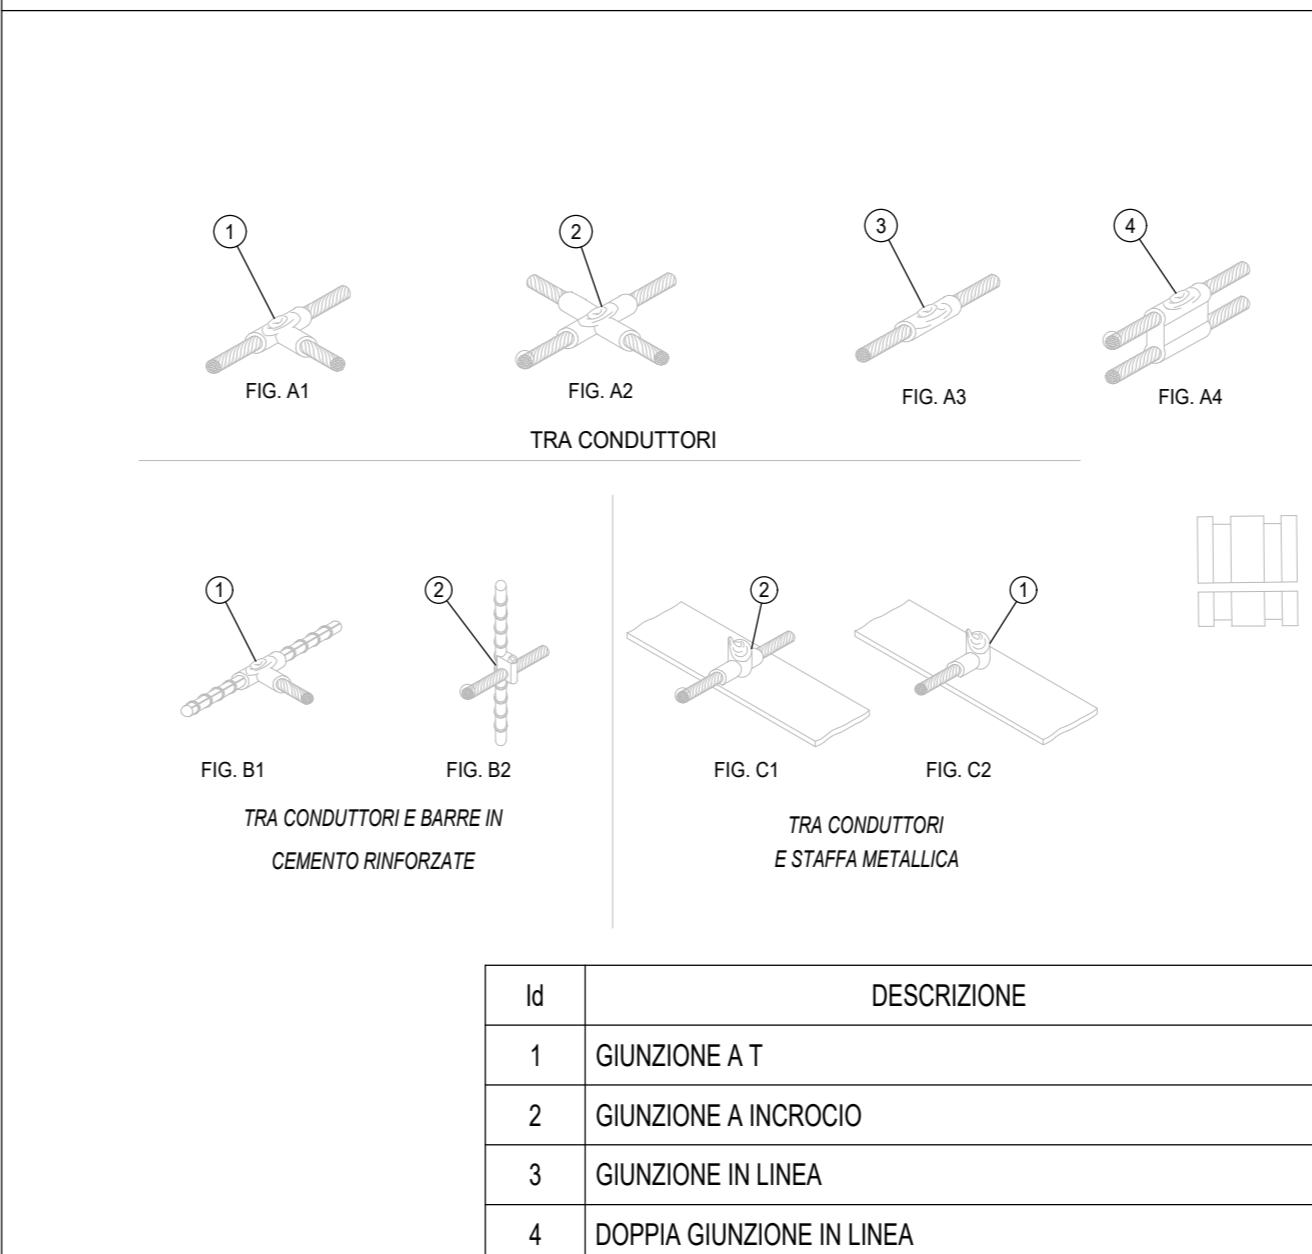 1 2 3 4
FIG. A1 FIG. A2 FIG. A3 FIG. A4
TRA CONDUTTORI
1 2 2 1
FIG. B1 FIG. B2 FIG. C1 FIG. C2
TRA CONDUTTORI E BARRE IN
CEMENTO RINFORZATE
TRA CONDUTTORI
E STAFFA METALLICA
Id DESCRIZIONE
1 GIUNZIONE A T
2 GIUNZIONE A INCROCIO
3 GIUNZIONE IN LINEA
4 DOPPIA GIUNZIONE IN LINEA